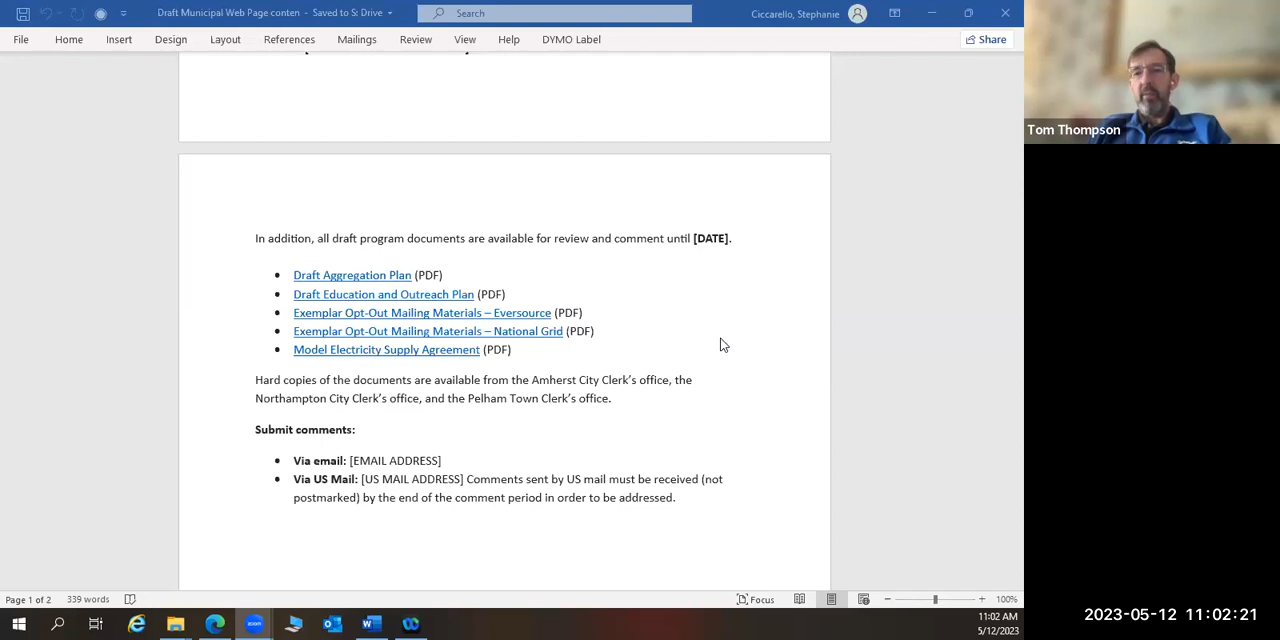 Draft Municipal Web Page conten - Saved to S: Drive
Search
Ciccarello, Stephanie
File Home Insert Design Layout References Mailings Review View Help DYMO Label
Share
Tom Thompson
In addition, all draft program documents are available for review and comment until [DATE].
• Draft Aggregation Plan (PDF)
• Draft Education and Outreach Plan (PDF)
• Exemplar Opt-Out Mailing Materials – Eversource (PDF)
• Exemplar Opt-Out Mailing Materials – National Grid (PDF)
• Model Electricity Supply Agreement (PDF)
Hard copies of the documents are available from the Amherst City Clerk's office, the
Northampton City Clerk's office, and the Pelham Town Clerk's office.
Submit comments:
• Via email: [EMAIL ADDRESS]
• Via US Mail: [US MAIL ADDRESS] Comments sent by US mail must be received (not
postmarked) by the end of the comment period in order to be addressed.
Page 1 of 2 339 words
Focus
100%
zoom
11:02 AM
5/12/2023
2023-05-12 11:02:21